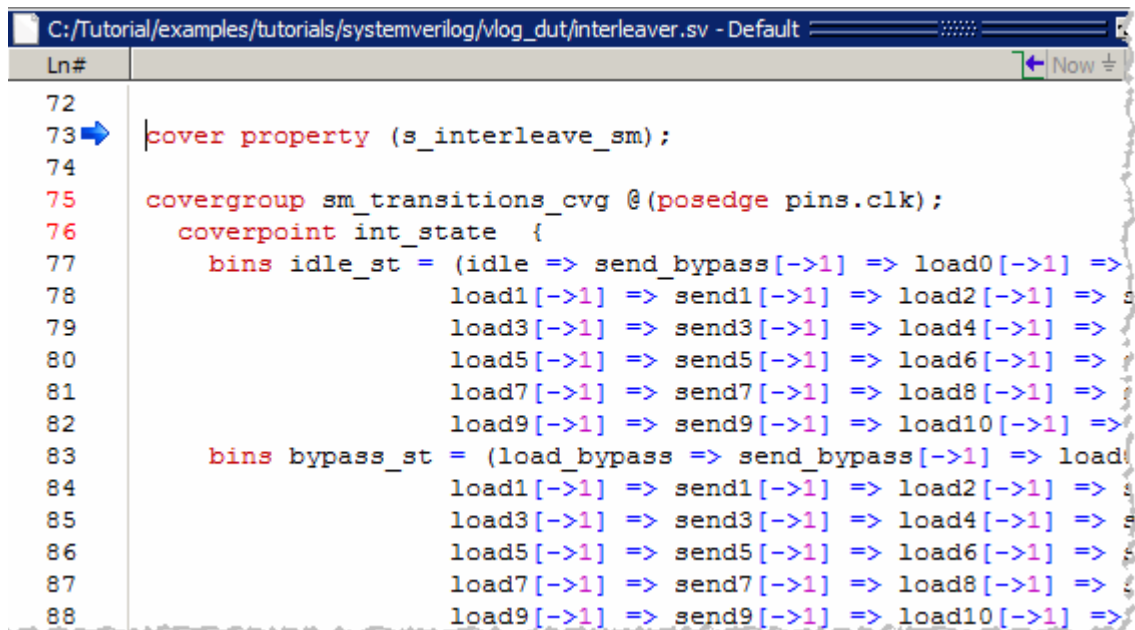 C:/Tutorial/examples/tutorials/systemverilog/vlog_dut/interleaver.sv - Default
Ln# Now
72
73 cover property (s_interleave_sm);
74
75 covergroup sm_transitions_cvg @(posedge pins.clk);
76 coverpoint int_state {
77 bins idle_st = (idle => send_bypass[->1] => load0[->1] =>
78 load1[->1] => send1[->1] => load2[->1] =>
79 load3[->1] => send3[->1] => load4[->1] =>
80 load5[->1] => send5[->1] => load6[->1] =>
81 load7[->1] => send7[->1] => load8[->1] =>
82 load9[->1] => send9[->1] => load10[->1] =>
83 bins bypass_st = (load_bypass => send_bypass[->1] => load
84 load1[->1] => send1[->1] => load2[->1] =>
85 load3[->1] => send3[->1] => load4[->1] =>
86 load5[->1] => send5[->1] => load6[->1] =>
87 load7[->1] => send7[->1] => load8[->1] =>
88 load9[->1] => send9[->1] => load10[->1] =>